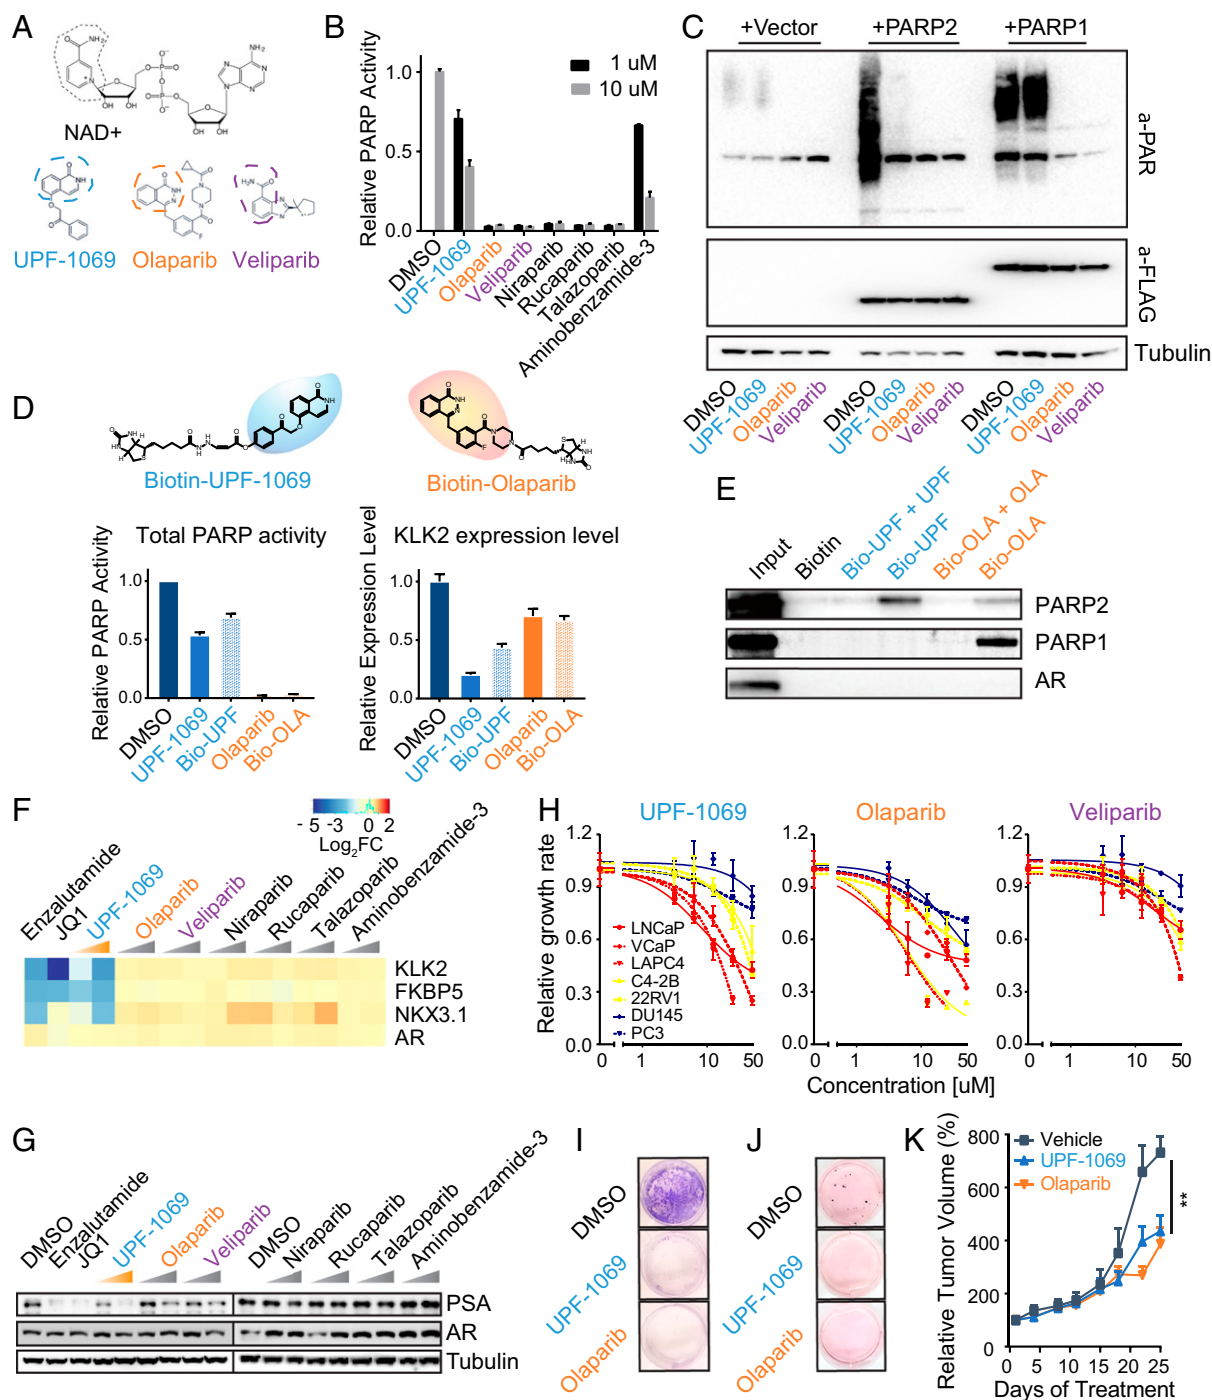 A
NH₂
O
NH₂
NAD+
UPF-1069
Olaparib
Veliparib
B
Relative PARP Activity
1.0
0.5
0.0
1 uM
10 uM
DMSO
UPF-1069
Olaparib
Veliparib
Niraparib
Rucaparib
Talazoparib
Aminobenzamide-3
C
+Vector
+PARP2
+PARP1
a-PAR
a-FLAG
Tubulin
DMSO
UPF-1069
Olaparib
Veliparib
DMSO
UPF-1069
Olaparib
Veliparib
DMSO
UPF-1069
Olaparib
Veliparib
D
Biotin-UPF-1069
Biotin-Olaparib
Total PARP activity
Relative PARP Activity
1.0
0.5
0.0
DMSO
UPF-1069
Bio-UPF
Olaparib
Bio-OLA
KLK2 expression level
Relative Expression Level
1.0
0.5
0.0
DMSO
UPF-1069
Bio-UPF
Olaparib
Bio-OLA
E
Input
Biotin
Bio-UPF + UPF
Bio-UPF
Bio-OLA + OLA
Bio-OLA
PARP2
PARP1
AR
F
-5 -3 0 2
Log₂FC
Enzalutamide
JQ1
UPF-1069
Olaparib
Veliparib
Niraparib
Rucaparib
Talazoparib
Aminobenzamide-3
KLK2
FKBP5
NKX3.1
AR
G
DMSO
Enzalutamide
JQ1
UPF-1069
Olaparib
Veliparib
DMSO
Niraparib
Rucaparib
Talazoparib
Aminobenzamide-3
PSA
AR
Tubulin
H
UPF-1069
Olaparib
Veliparib
Relative growth rate
1.2
0.9
0.6
0.3
0.0
LNCaP
VCaP
LAPC4
C4-2B
22RV1
DU145
PC3
0 1 10 50
1.2
0.9
0.6
0.3
0.0
0 1 10 50
1.2
0.9
0.6
0.3
0.0
0 1 10 50
Concentration [uM]
I
DMSO
UPF-1069
Olaparib
J
DMSO
UPF-1069
Olaparib
K
Relative Tumor Volume (%)
800
600
400
200
Vehicle
UPF-1069
Olaparib
**
0 5 10 15 20 25
Days of Treatment